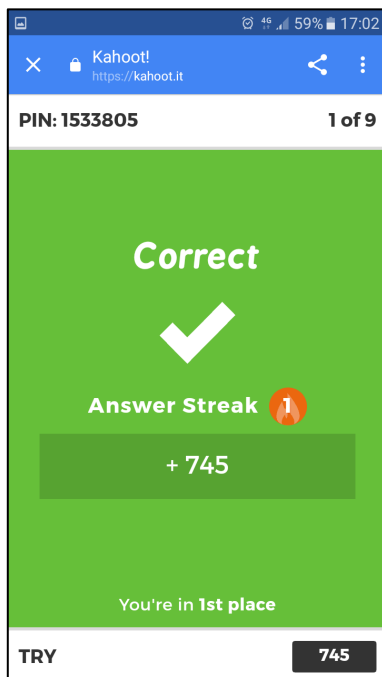 4G 59% 17:02
Kahoot!
https://kahoot.it
PIN: 1533805 1 of 9
Correct
Answer Streak 1
+ 745
You're in 1st place
TRY 745